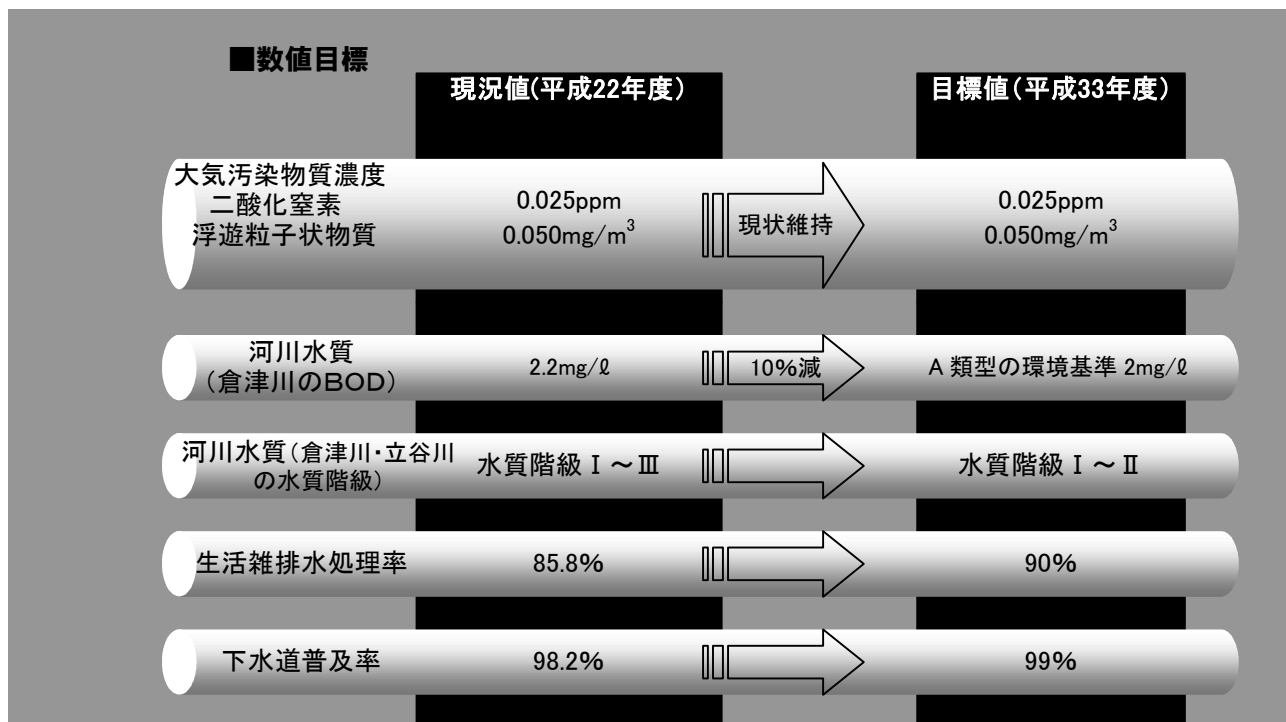 ■数値目標
現況値(平成22年度)
目標値(平成33年度)
大気汚染物質濃度
二酸化窒素
浮遊粒子状物質
0.025ppm
0.050mg/m³
現状維持
0.025ppm
0.050mg/m³
河川水質
(倉津川のBOD)
2.2mg/ℓ
10%減
A類型の環境基準 2mg/ℓ
河川水質(倉津川・立谷川
の水質階級)
水質階級Ⅰ~Ⅲ
水質階級Ⅰ~Ⅱ
生活雑排水処理率
85.8%
90%
下水道普及率
98.2%
99%